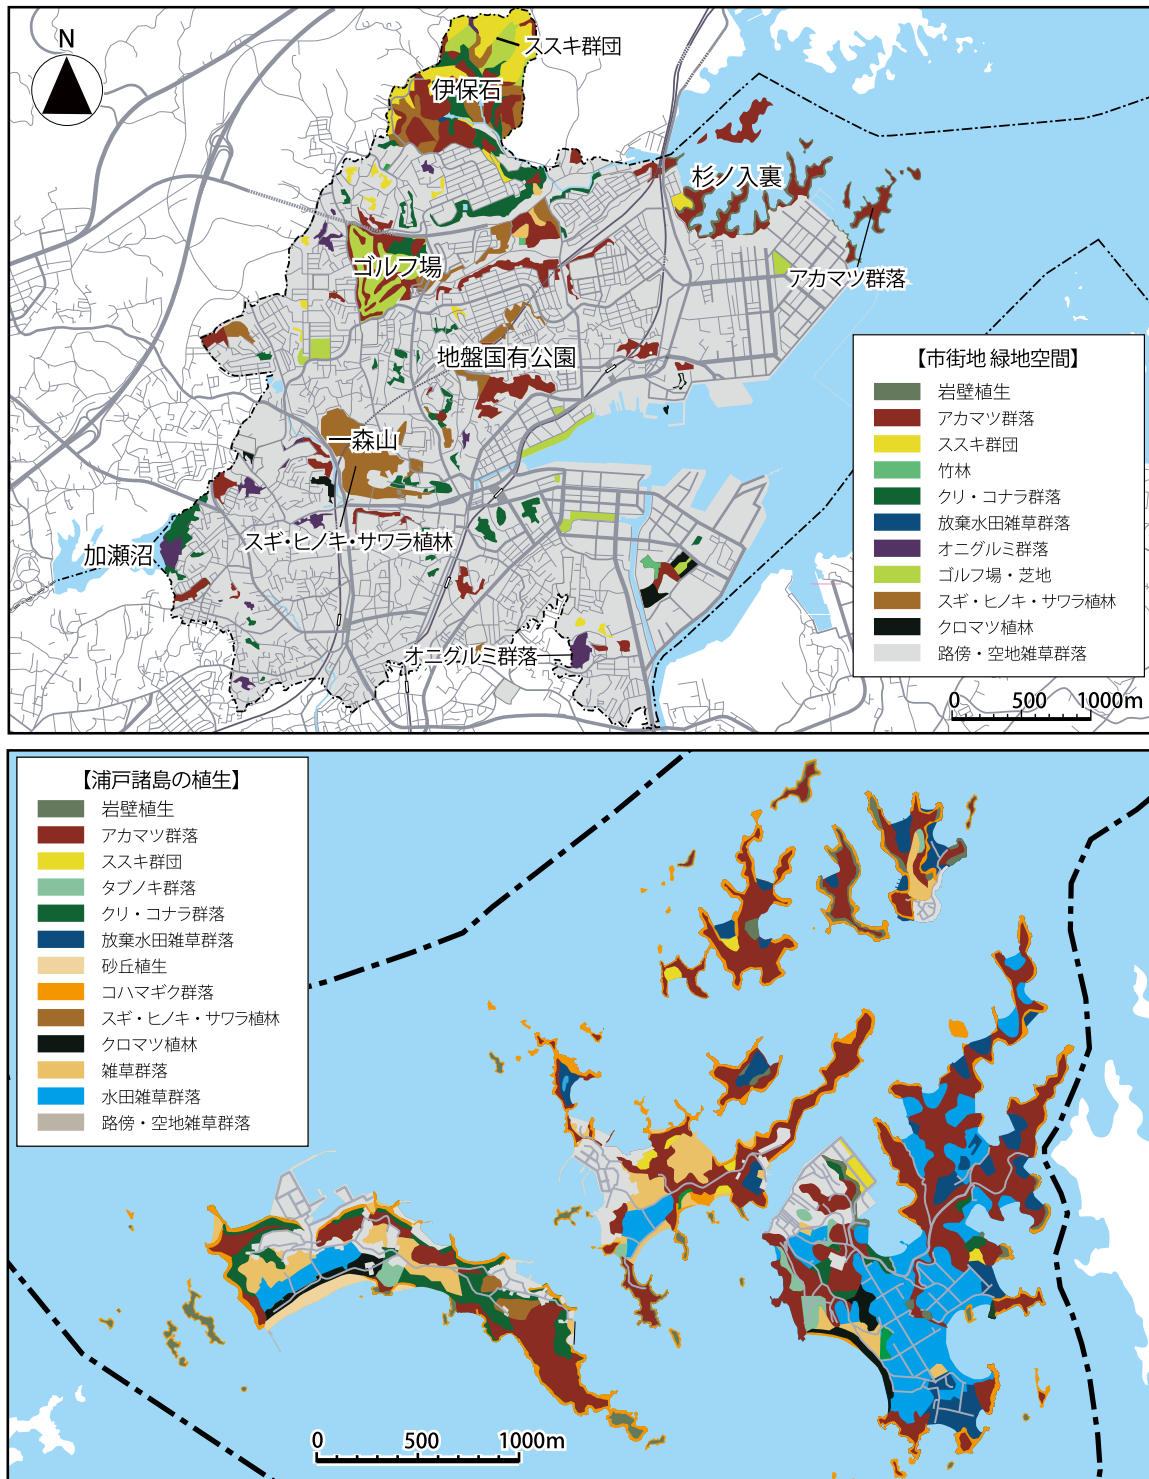 N
ススキ群団
伊保石
杉ノ入裏
ゴルフ場
アカマツ群落
地盤国有公園
一森山
スギ・ヒノキ・サワラ植林
加瀬沼
オニグルミ群落
【市街地 緑地空間】
岩壁植生
アカマツ群落
ススキ群団
竹林
クリ・コナラ群落
放棄水田雑草群落
オニグルミ群落
ゴルフ場・芝地
スギ・ヒノキ・サワラ植林
クロマツ植林
路傍・空地雑草群落
0 500 1000m
【浦戸諸島の植生】
岩壁植生
アカマツ群落
ススキ群団
タブノキ群落
クリ・コナラ群落
放棄水田雑草群落
砂丘植生
コハマギク群落
スギ・ヒノキ・サワラ植林
クロマツ植林
雑草群落
水田雑草群落
路傍・空地雑草群落
0 500 1000m